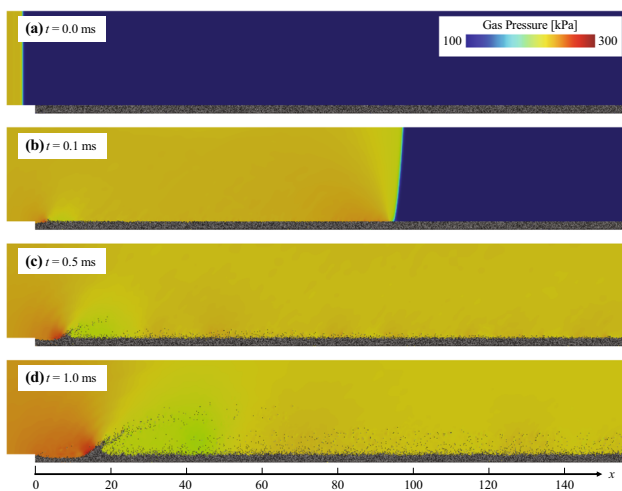 (a) t = 0.0 ms
Gas Pressure [kPa]
100 300
(b) t = 0.1 ms
(c) t = 0.5 ms
(d) t = 1.0 ms
0 20 40 60 80 100 120 140 x